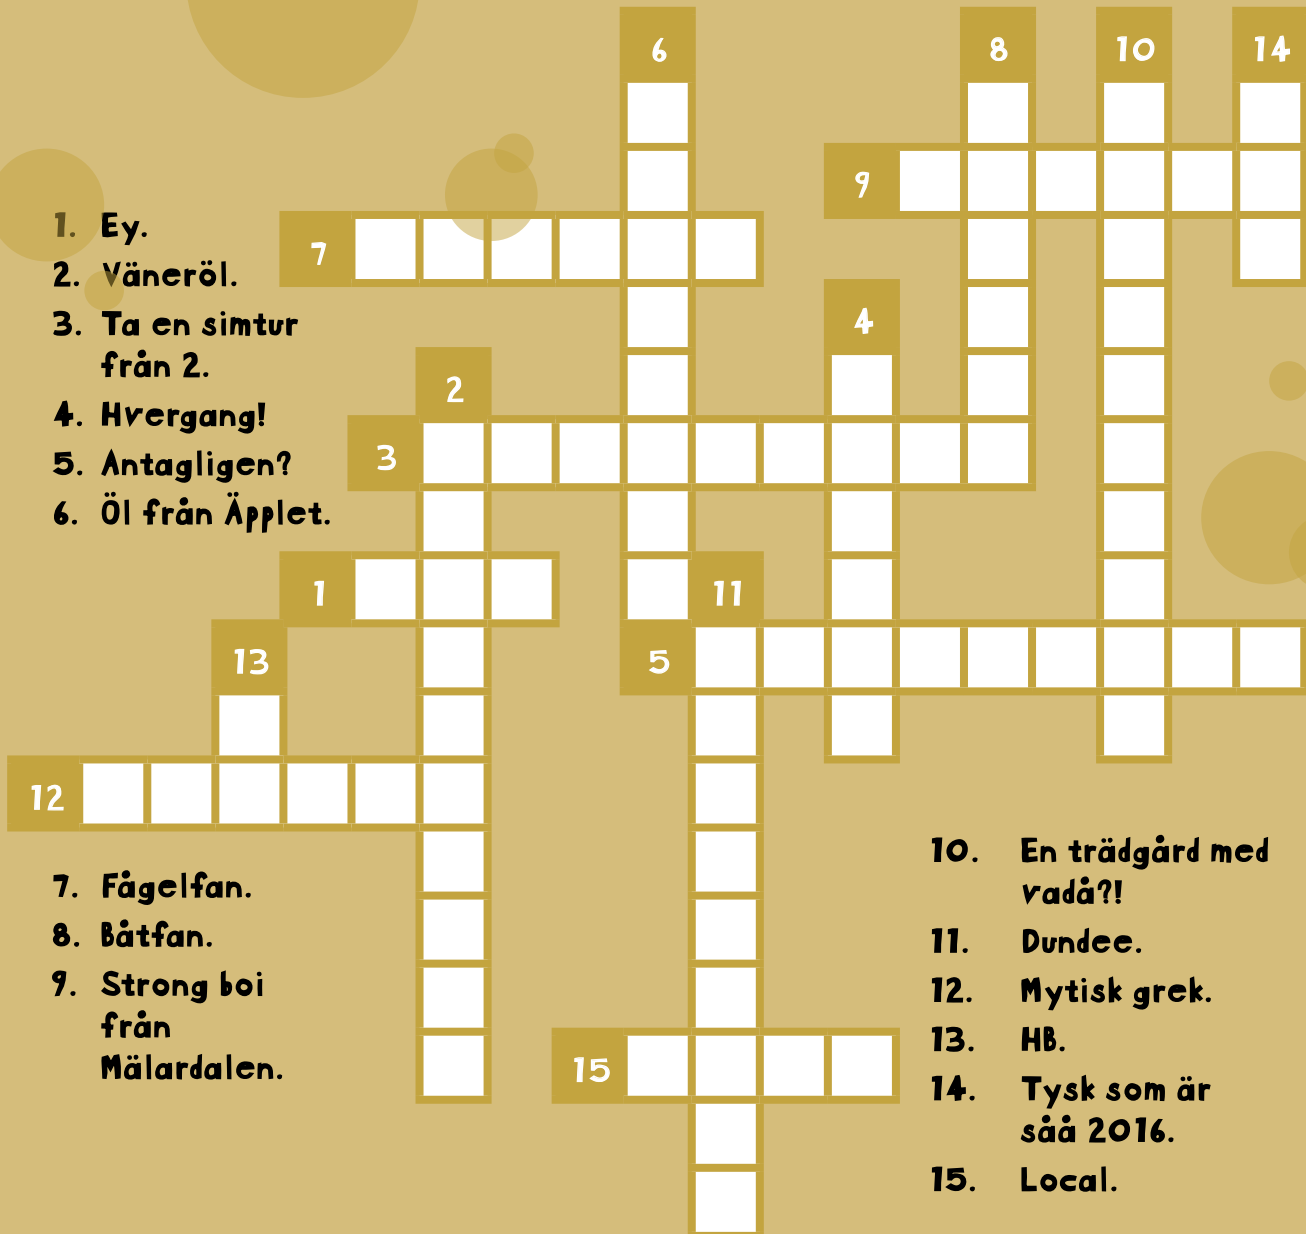 6
8
10
14
9
7
4
2
3
1
11
13
5
12
15
1. Ey.
2. Väneröl.
3. Ta en simtur
från 2.
4. Hvergang!
5. Antagligen?
6. Öl från Äpplet.
7. Fågelfan.
8. Båtfan.
9. Strong boi
från
Mälardalen.
10. En trädgård med
vadå?!
11. Dundee.
12. Mytisk grek.
13. HB.
14. Tysk som är
såå 2016.
15. Local.